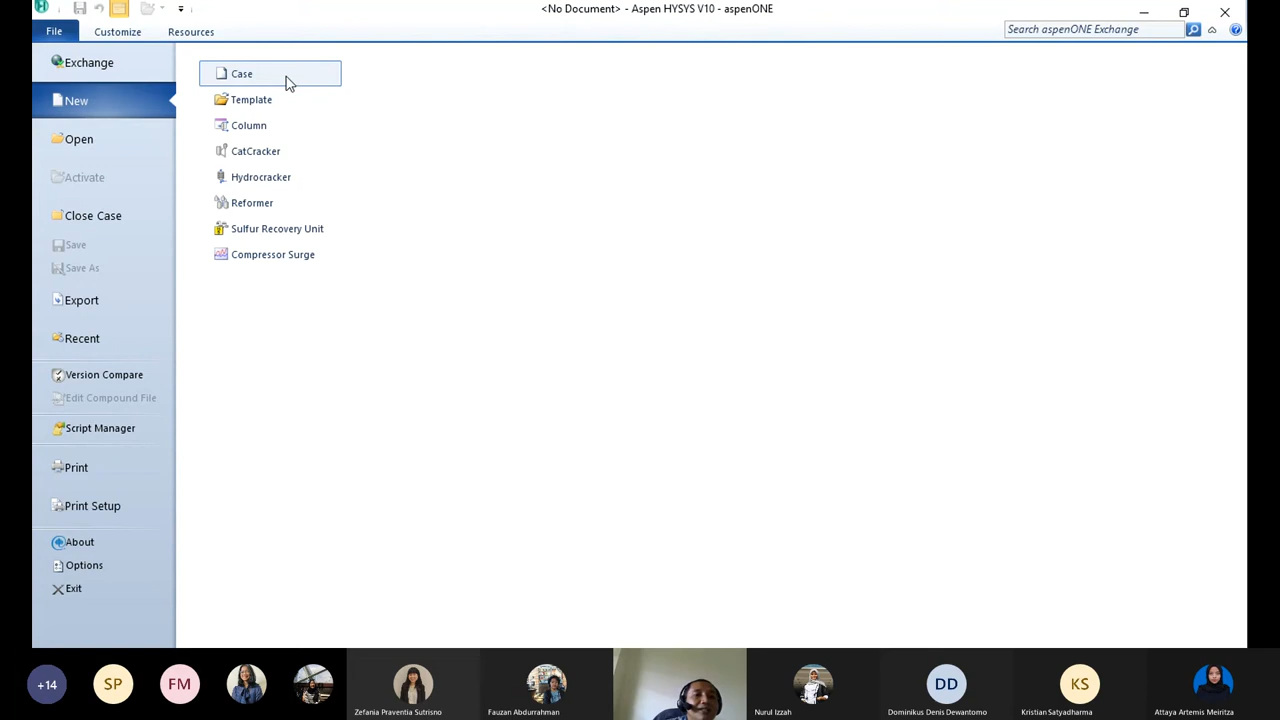 <No Document> - Aspen HYSYS V10 - aspenONE
File
Customize
Resources
Search aspenONE Exchange
Exchange
New
Open
Activate
Close Case
Save
Save As
Export
Recent
Version Compare
Edit Compound File
Script Manager
Print
Print Setup
About
Options
Exit
Case
Template
Column
CatCracker
Hydrocracker
Reformer
Sulfur Recovery Unit
Compressor Surge
+14
SP
FM
Zefania Praventia Sutrisno
Fauzan Abdurrahman
Nurul Izzah
DD
Dominikus Denis Dewantomo
KS
Kristian Satyadharma
Attaya Artemis Meiritza